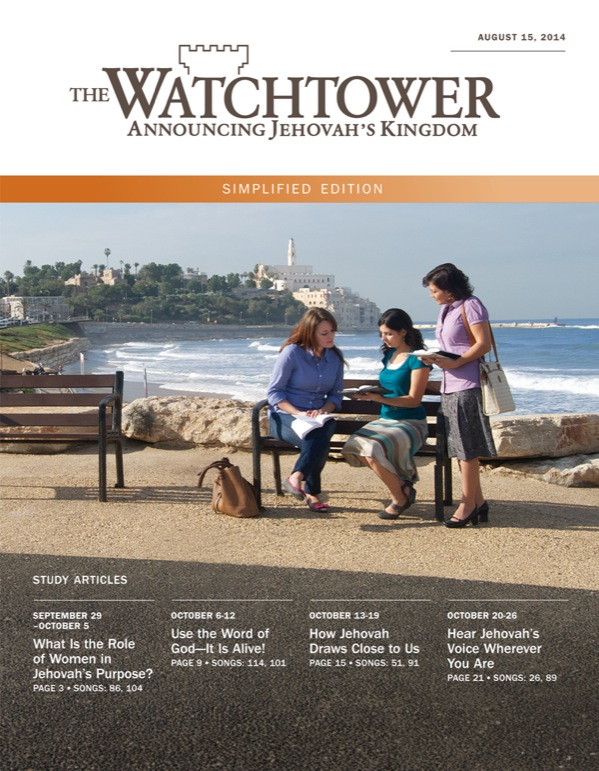 AUGUST 15, 2014
THE WATCHTOWER
ANNOUNCING JEHOVAH'S KINGDOM
SIMPLIFIED EDITION
STUDY ARTICLES
SEPTEMBER 29
–OCTOBER 5
What Is the Role
of Women in
Jehovah's Purpose?
PAGE 3 • SONGS: 86, 104
OCTOBER 6-12
Use the Word of
God—It Is Alive!
PAGE 9 • SONGS: 114, 101
OCTOBER 13-19
How Jehovah
Draws Close to Us
PAGE 15 • SONGS: 51, 91
OCTOBER 20-26
Hear Jehovah's
Voice Wherever
You Are
PAGE 21 • SONGS: 26, 89